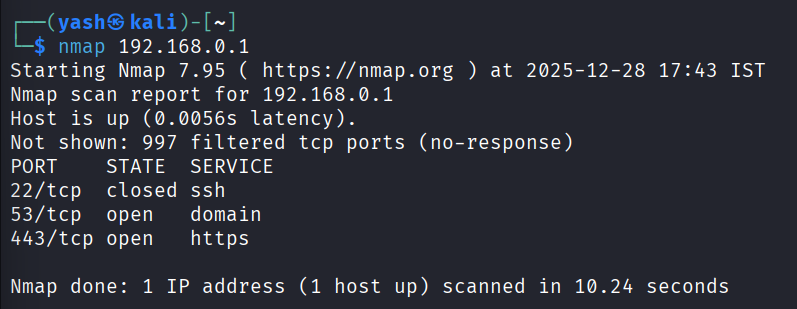 ┌──(yash㉿kali)-[~]
└─$ nmap 192.168.0.1
Starting Nmap 7.95 ( https://nmap.org ) at 2025-12-28 17:43 IST
Nmap scan report for 192.168.0.1
Host is up (0.0056s latency).
Not shown: 997 filtered tcp ports (no-response)
PORT    STATE  SERVICE
22/tcp  closed ssh
53/tcp  open   domain
443/tcp open   https

Nmap done: 1 IP address (1 host up) scanned in 10.24 seconds